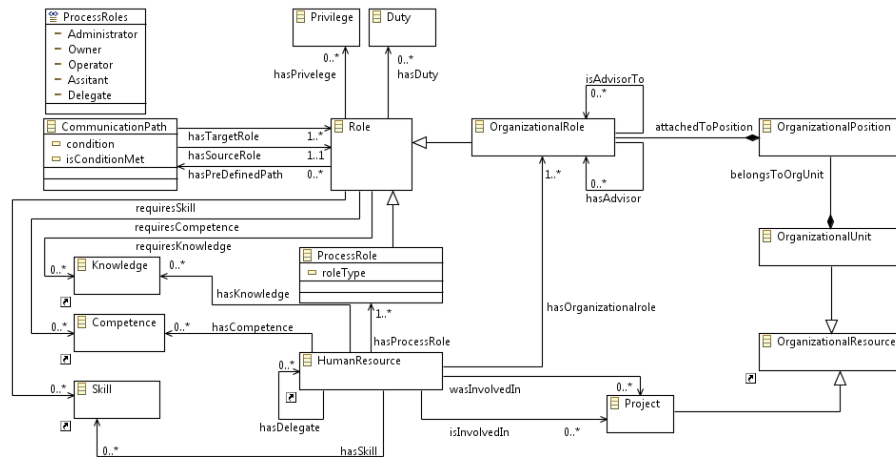 ProcessRoles
Administrator
Owner
Operator
Assitant
Delegate
Privilege
Duty
0..*
hasPrivelege
0..*
hasDuty
isAdvisorTo
0..*
CommunicationPath
condition
isConditionMet
hasTargetRole
1..*
hasSourceRole
1..1
hasPreDefinedPath
0..*
Role
OrganizationalRole
attachedToPosition
OrganizationalPosition
1..*
0..*
hasAdvisor
belongsToOrgUnit
requiresSkill
requiresCompetence
requiresKnowledge
OrganizationalUnit
ProcessRole
roleType
Knowledge
0..*
0..*
hasKnowledge
1..*
hasOrganizationalrole
Competence
0..*
0..*
hasCompetence
hasProcessRole
OrganizationalResource
HumanResource
0..*
wasInvolvedIn
0..*
Skill
0..*
Project
hasDelegate
isInvolvedIn
0..*
0..*
hasSkill